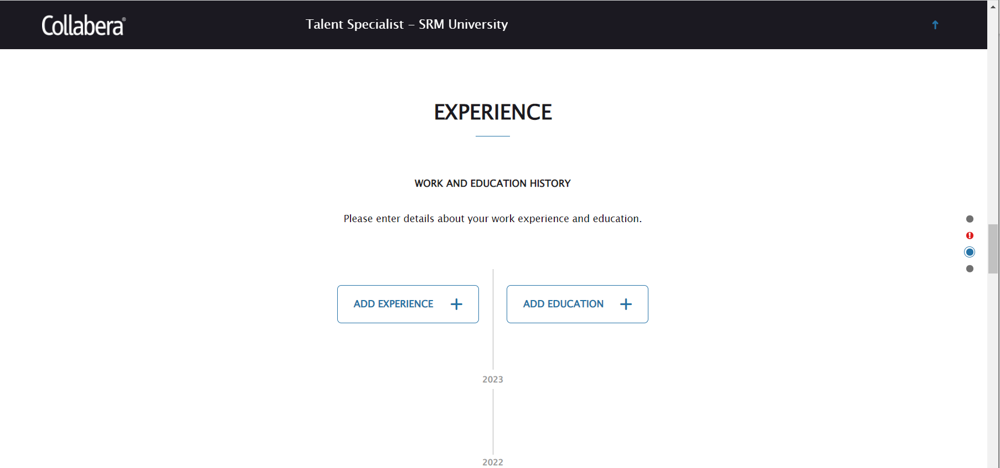 Collabera®
Talent Specialist – SRM University
EXPERIENCE
WORK AND EDUCATION HISTORY
Please enter details about your work experience and education.
ADD EXPERIENCE +
ADD EDUCATION +
2023
2022